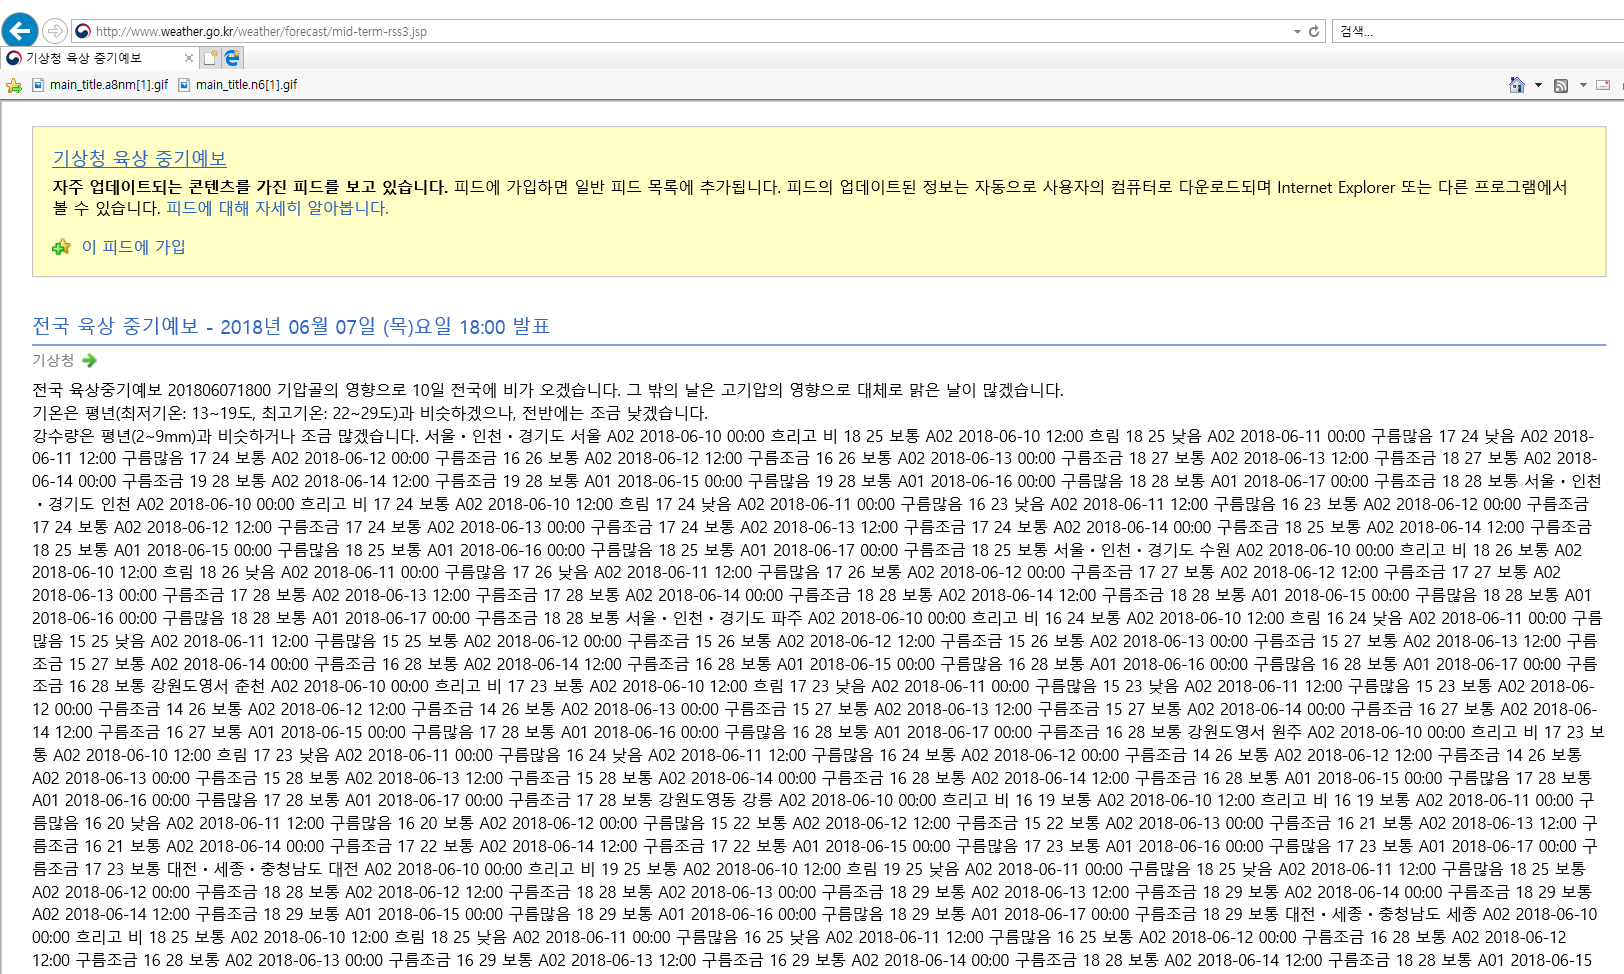 http://www.weather.go.kr/weather/forecast/mid-term-rss3.jsp
검색...
기상청 육상 중기예보
main_title.a8nm[1].gif
main_title.n6[1].gif
기상청 육상 중기예보
자주 업데이트되는 콘텐츠를 가진 피드를 보고 있습니다. 피드에 가입하면 일반 피드 목록에 추가됩니다. 피드의 업데이트된 정보는 자동으로 사용자의 컴퓨터로 다운로드되며 Internet Explorer 또는 다른 프로그램에서
볼 수 있습니다. 피드에 대해 자세히 알아봅니다.
이 피드에 가입
전국 육상 중기예보 - 2018년 06월 07일 (목)요일 18:00 발표
기상청
전국 육상중기예보 201806071800 기압골의 영향으로 10일 전국에 비가 오겠습니다. 그 밖의 날은 고기압의 영향으로 대체로 맑은 날이 많겠습니다.
기온은 평년(최저기온: 13~19도, 최고기온: 22~29도)과 비슷하겠으나, 전반에는 조금 낮겠습니다.
강수량은 평년(2~9mm)과 비슷하거나 조금 많겠습니다. 서울・인천・경기도 서울 A02 2018-06-10 00:00 흐리고 비 18 25 보통 A02 2018-06-10 12:00 흐림 18 25 낮음 A02 2018-06-11 00:00 구름많음 17 24 낮음 A02 2018-
06-11 12:00 구름많음 17 24 보통 A02 2018-06-12 00:00 구름조금 16 26 보통 A02 2018-06-12 12:00 구름조금 16 26 보통 A02 2018-06-13 00:00 구름조금 18 27 보통 A02 2018-06-13 12:00 구름조금 18 27 보통 A02 2018-
06-14 00:00 구름조금 19 28 보통 A02 2018-06-14 12:00 구름조금 19 28 보통 A01 2018-06-15 00:00 구름많음 19 28 보통 A01 2018-06-16 00:00 구름많음 18 28 보통 A01 2018-06-17 00:00 구름조금 18 28 보통 서울・인천
・경기도 인천 A02 2018-06-10 00:00 흐리고 비 17 24 보통 A02 2018-06-10 12:00 흐림 17 24 낮음 A02 2018-06-11 00:00 구름많음 16 23 낮음 A02 2018-06-11 12:00 구름많음 16 23 보통 A02 2018-06-12 00:00 구름조금
17 24 보통 A02 2018-06-12 12:00 구름조금 17 24 보통 A02 2018-06-13 00:00 구름조금 17 24 보통 A02 2018-06-13 12:00 구름조금 17 24 보통 A02 2018-06-14 00:00 구름조금 18 25 보통 A02 2018-06-14 12:00 구름조금
18 25 보통 A01 2018-06-15 00:00 구름많음 18 25 보통 A01 2018-06-16 00:00 구름많음 18 25 보통 A01 2018-06-17 00:00 구름조금 18 25 보통 서울・인천・경기도 수원 A02 2018-06-10 00:00 흐리고 비 18 26 보통 A02
2018-06-10 12:00 흐림 18 26 낮음 A02 2018-06-11 00:00 구름많음 17 26 낮음 A02 2018-06-11 12:00 구름많음 17 26 보통 A02 2018-06-12 00:00 구름조금 17 27 보통 A02 2018-06-12 12:00 구름조금 17 27 보통 A02
2018-06-13 00:00 구름조금 17 28 보통 A02 2018-06-13 12:00 구름조금 17 28 보통 A02 2018-06-14 00:00 구름조금 18 28 보통 A02 2018-06-14 12:00 구름조금 18 28 보통 A01 2018-06-15 00:00 구름많음 18 28 보통 A01
2018-06-16 00:00 구름많음 18 28 보통 A01 2018-06-17 00:00 구름조금 18 28 보통 서울・인천・경기도 파주 A02 2018-06-10 00:00 흐리고 비 16 24 보통 A02 2018-06-10 12:00 흐림 16 24 낮음 A02 2018-06-11 00:00 구름
많음 15 25 낮음 A02 2018-06-11 12:00 구름많음 15 25 보통 A02 2018-06-12 00:00 구름조금 15 26 보통 A02 2018-06-12 12:00 구름조금 15 26 보통 A02 2018-06-13 00:00 구름조금 15 27 보통 A02 2018-06-13 12:00 구름
조금 15 27 보통 A02 2018-06-14 00:00 구름조금 16 28 보통 A02 2018-06-14 12:00 구름조금 16 28 보통 A01 2018-06-15 00:00 구름많음 16 28 보통 A01 2018-06-16 00:00 구름많음 16 28 보통 A01 2018-06-17 00:00 구름
조금 16 28 보통 강원도영서 춘천 A02 2018-06-10 00:00 흐리고 비 17 23 보통 A02 2018-06-10 12:00 흐림 17 23 낮음 A02 2018-06-11 00:00 구름많음 15 23 낮음 A02 2018-06-11 12:00 구름많음 15 23 보통 A02 2018-06-
12 00:00 구름조금 14 26 보통 A02 2018-06-12 12:00 구름조금 14 26 보통 A02 2018-06-13 00:00 구름조금 15 27 보통 A02 2018-06-13 12:00 구름조금 15 27 보통 A02 2018-06-14 00:00 구름조금 16 27 보통 A02 2018-06-
14 12:00 구름조금 16 27 보통 A01 2018-06-15 00:00 구름많음 17 28 보통 A01 2018-06-16 00:00 구름많음 16 28 보통 A01 2018-06-17 00:00 구름조금 16 28 보통 강원도영서 원주 A02 2018-06-10 00:00 흐리고 비 17 23 보
통 A02 2018-06-10 12:00 흐림 17 23 낮음 A02 2018-06-11 00:00 구름많음 16 24 낮음 A02 2018-06-11 12:00 구름많음 16 24 보통 A02 2018-06-12 00:00 구름조금 14 26 보통 A02 2018-06-12 12:00 구름조금 14 26 보통
A02 2018-06-13 00:00 구름조금 15 28 보통 A02 2018-06-13 12:00 구름조금 15 28 보통 A02 2018-06-14 00:00 구름조금 16 28 보통 A02 2018-06-14 12:00 구름조금 16 28 보통 A01 2018-06-15 00:00 구름많음 17 28 보통
A01 2018-06-16 00:00 구름많음 17 28 보통 A01 2018-06-17 00:00 구름조금 17 28 보통 강원도영동 강릉 A02 2018-06-10 00:00 흐리고 비 16 19 보통 A02 2018-06-10 12:00 흐리고 비 16 19 보통 A02 2018-06-11 00:00 구
름많음 16 20 낮음 A02 2018-06-11 12:00 구름많음 16 20 보통 A02 2018-06-12 00:00 구름많음 15 22 보통 A02 2018-06-12 12:00 구름조금 15 22 보통 A02 2018-06-13 00:00 구름조금 16 21 보통 A02 2018-06-13 12:00 구
름조금 16 21 보통 A02 2018-06-14 00:00 구름조금 17 22 보통 A02 2018-06-14 12:00 구름조금 17 22 보통 A01 2018-06-15 00:00 구름많음 17 23 보통 A01 2018-06-16 00:00 구름많음 17 23 보통 A01 2018-06-17 00:00 구
름조금 17 23 보통 대전・세종・충청남도 대전 A02 2018-06-10 00:00 흐리고 비 19 25 보통 A02 2018-06-10 12:00 흐림 19 25 낮음 A02 2018-06-11 00:00 구름많음 18 25 낮음 A02 2018-06-11 12:00 구름많음 18 25 보통
A02 2018-06-12 00:00 구름조금 18 28 보통 A02 2018-06-12 12:00 구름조금 18 28 보통 A02 2018-06-13 00:00 구름조금 18 29 보통 A02 2018-06-13 12:00 구름조금 18 29 보통 A02 2018-06-14 00:00 구름조금 18 29 보통
A02 2018-06-14 12:00 구름조금 18 29 보통 A01 2018-06-15 00:00 구름많음 18 29 보통 A01 2018-06-16 00:00 구름많음 18 29 보통 A01 2018-06-17 00:00 구름조금 18 29 보통 대전・세종・충청남도 세종 A02 2018-06-10
00:00 흐리고 비 18 25 보통 A02 2018-06-10 12:00 흐림 18 25 낮음 A02 2018-06-11 00:00 구름많음 16 25 낮음 A02 2018-06-11 12:00 구름많음 16 25 보통 A02 2018-06-12 00:00 구름조금 16 28 보통 A02 2018-06-12
12:00 구름조금 16 28 보통 A02 2018-06-13 00:00 구름조금 16 29 보통 A02 2018-06-13 12:00 구름조금 16 29 보통 A02 2018-06-14 00:00 구름조금 18 28 보통 A02 2018-06-14 12:00 구름조금 18 28 보통 A01 2018-06-15